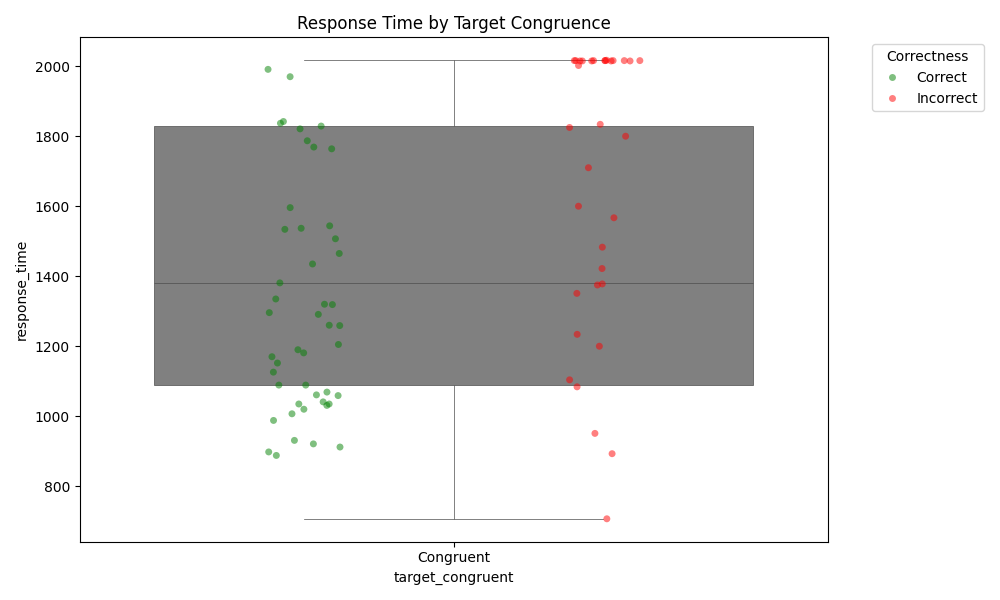 Response Time by Target Congruence
Correctness
Correct
Incorrect
response_time
2000
1800
1600
1400
1200
1000
800
Congruent
target_congruent